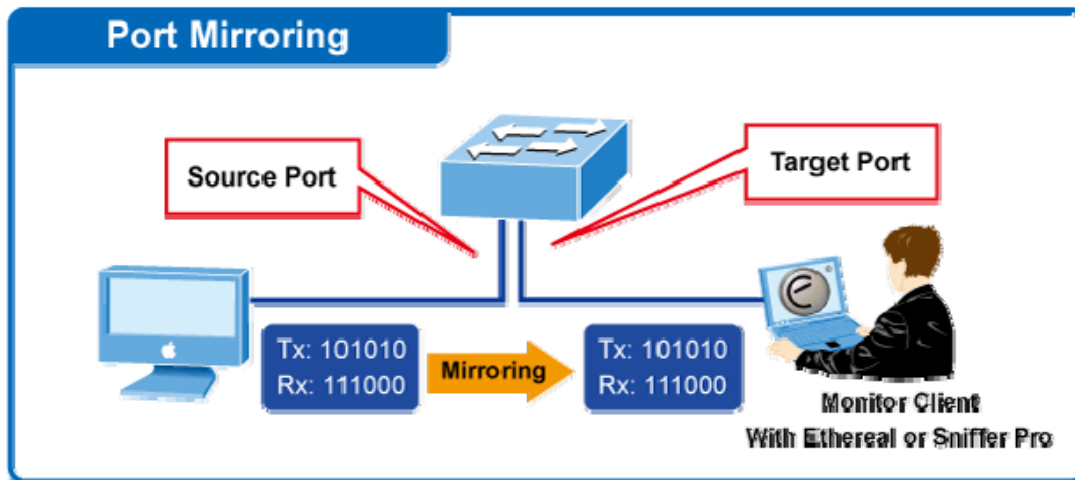 Port Mirroring
Source Port
Target Port
Tx: 101010
Rx: 111000
Mirroring
Tx: 101010
Rx: 111000
Monitor Client
With Ethereal or Sniffer Pro